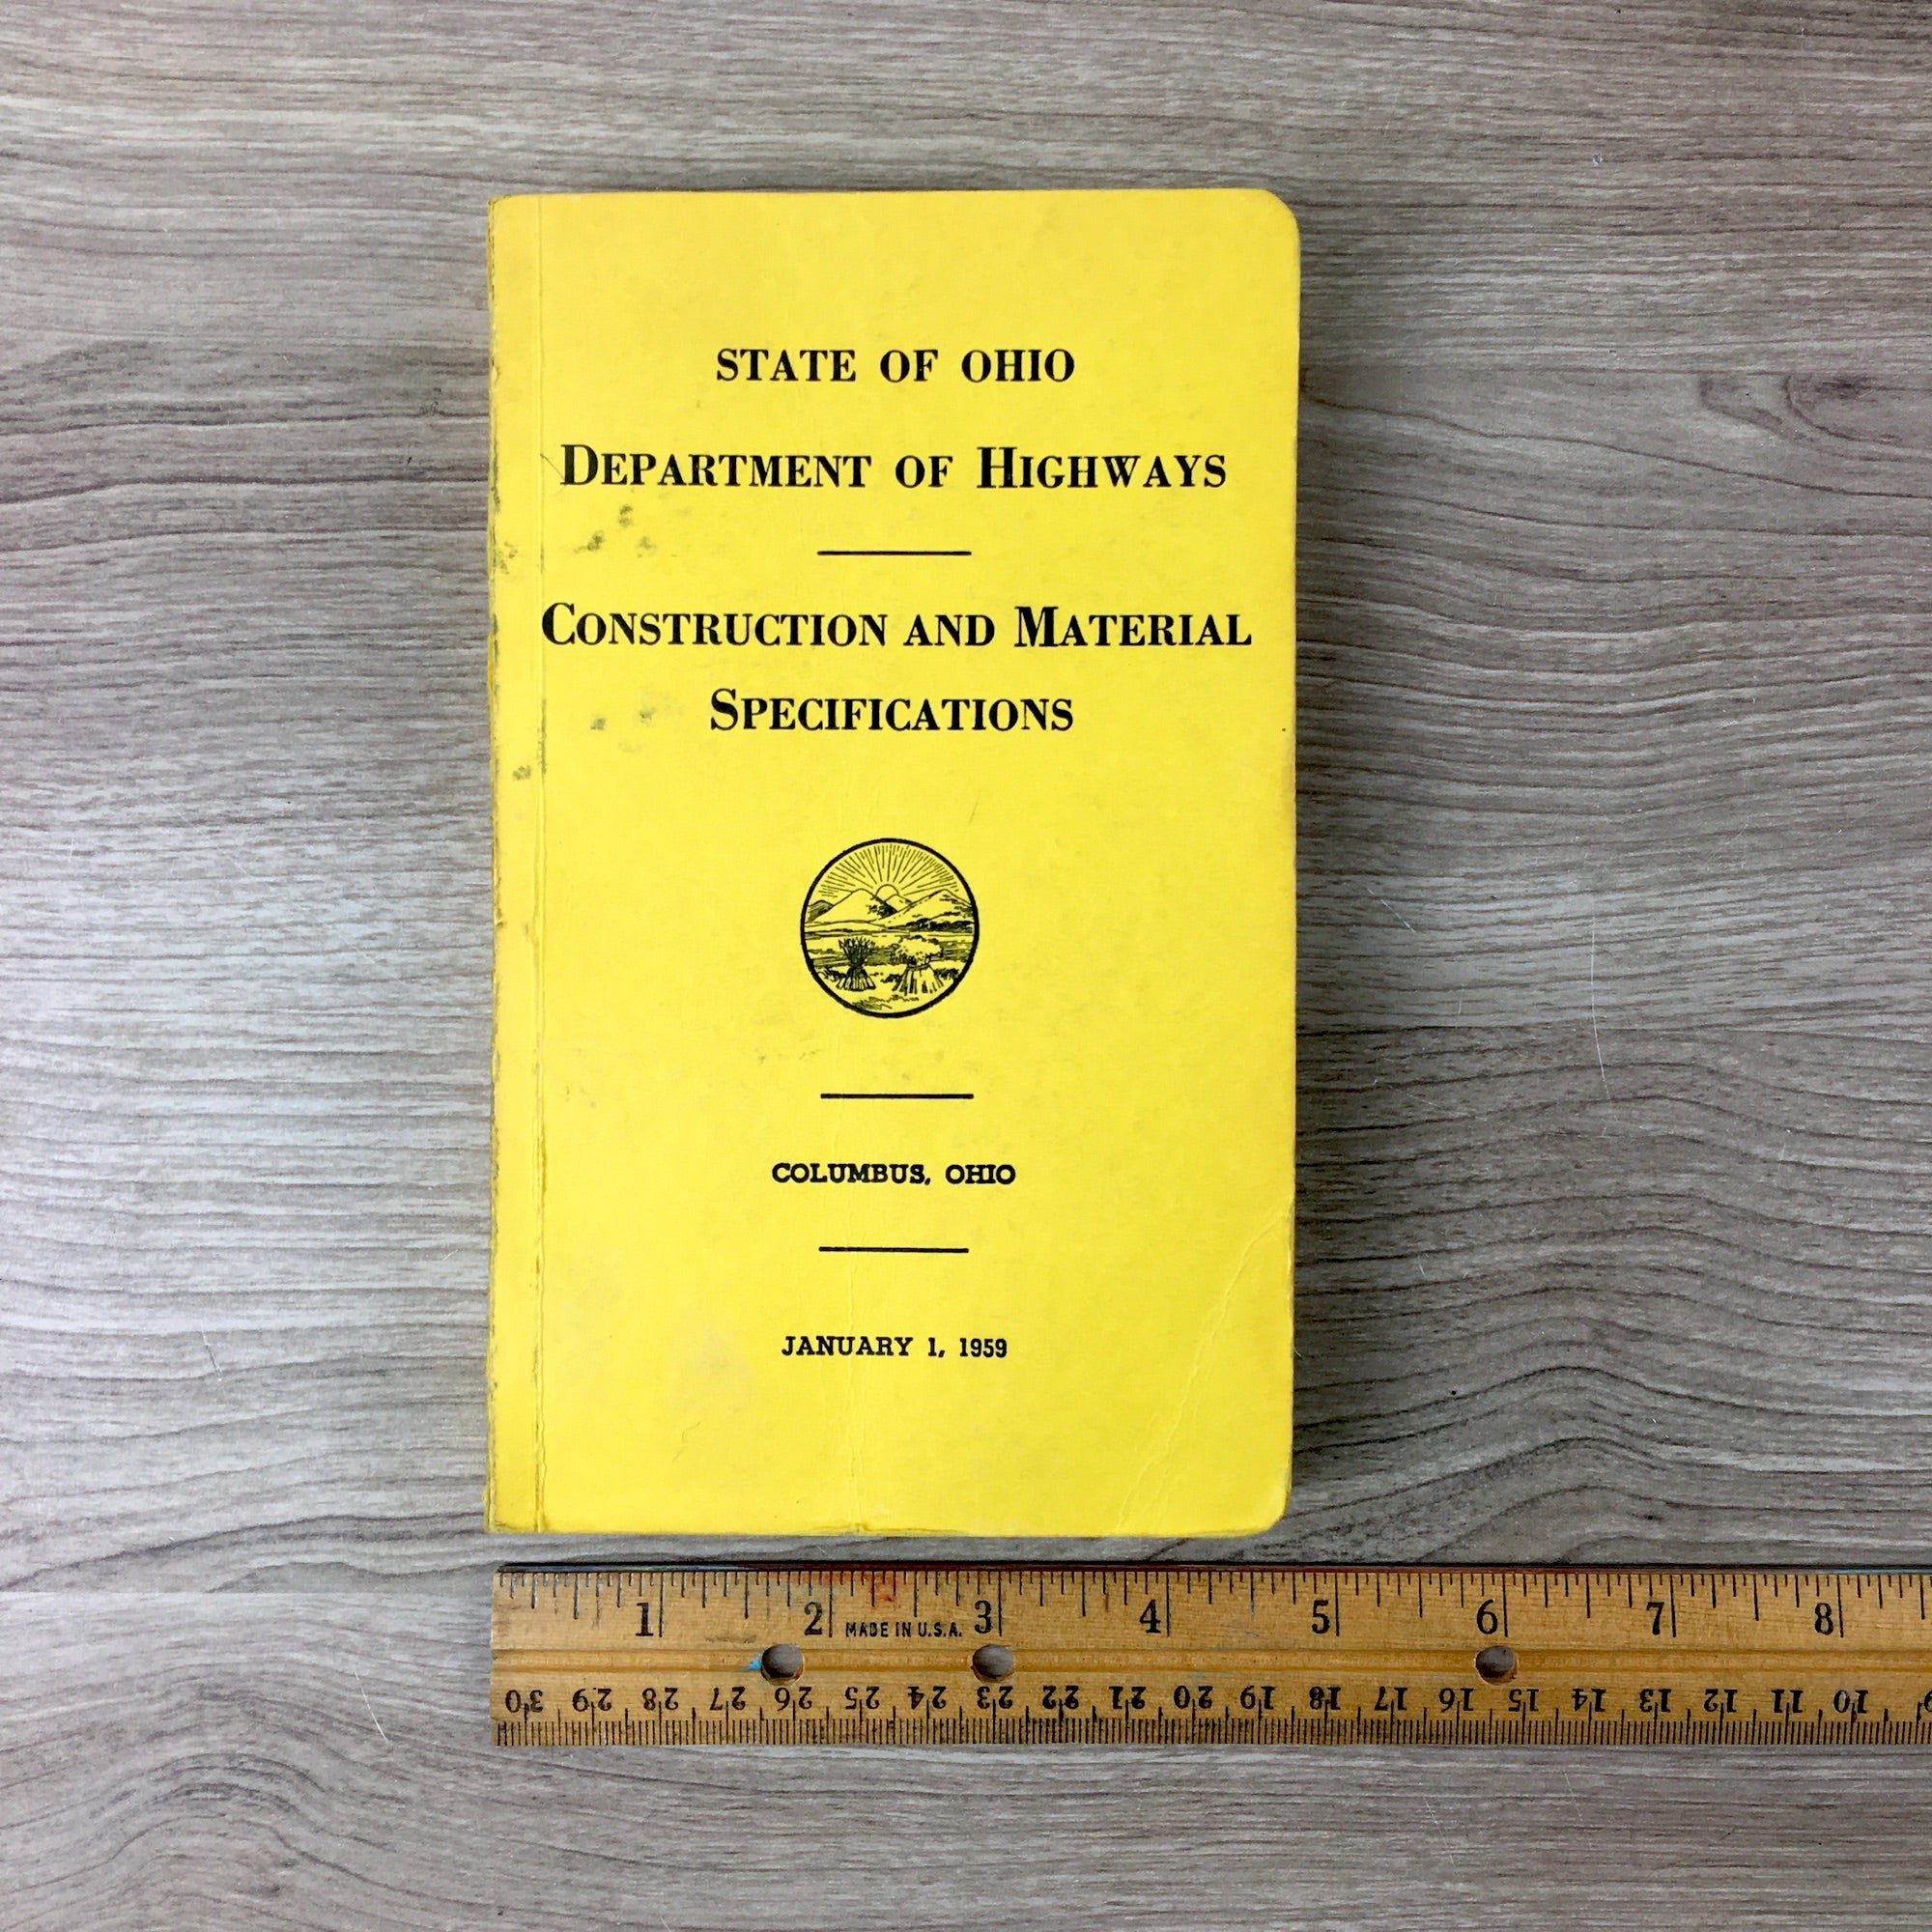 STATE OF OHIO
DEPARTMENT OF HIGHWAYS
CONSTRUCTION AND MATERIAL
SPECIFICATIONS
COLUMBUS, OHIO
JANUARY 1, 1959
1 2 MADE IN U.S.A. 3 4 5 6 7 8
30 29 28 27 26 25 24 23 22 21 20 19 18 17 16 15 14 13 12 11 10 9